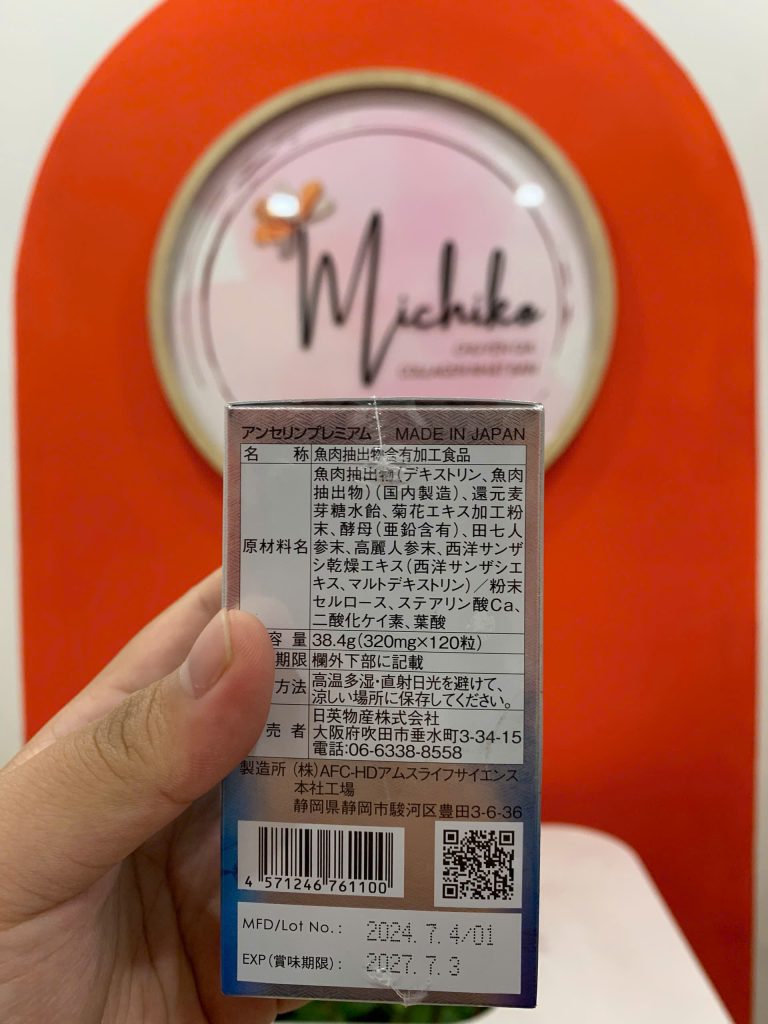 Michiko
CHUYÊN GIA
COLLAGEN NHẬT BẢN
アンセリンプレミアム MADE IN JAPAN
名 称 魚肉抽出物含有加工食品
魚肉抽出物(デキストリン、魚肉
抽出物)(国内製造)、還元麦
芽糖水飴、菊花エキス加工粉
末、酵母(亜鉛含有)、田七人
原材料名 参末、高麗人参末、西洋サンザ
シ乾燥エキス(西洋サンザシエ
キス、マルトデキストリン)/粉末
セルロース、ステアリン酸Ca、
二酸化ケイ素、葉酸
容 量 38.4g(320mg×120粒)
期限 欄外下部に記載
方法 高温多湿・直射日光を避けて、
涼しい場所に保存してください。
日英物産株式会社
売 者 大阪府吹田市垂水町3-34-15
電話:06-6338-8558
製造所 (株)AFC-HDアムスライフサイエンス
本社工場
静岡県静岡市駿河区豊田3-6-36
4 571246 761100
MFD/Lot No.: 2024. 7. 4/01
EXP(賞味期限): 2027. 7. 3